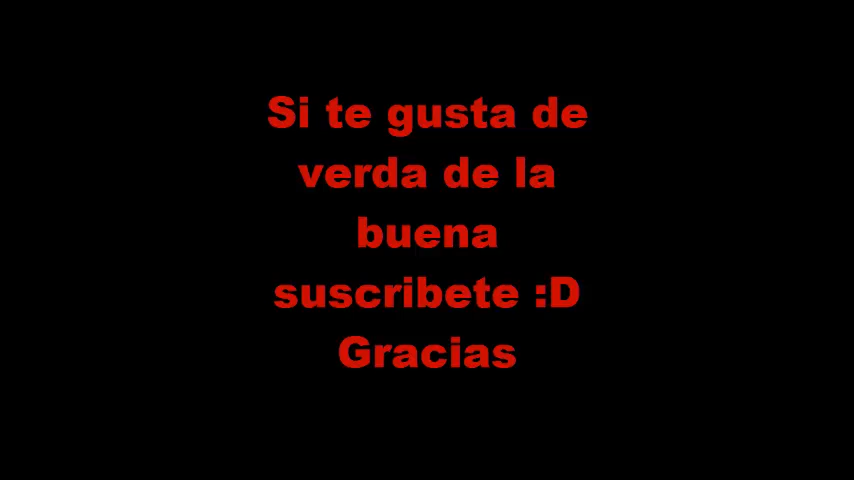 Si te gusta de
verda de la
buena
suscribete :D
Gracias